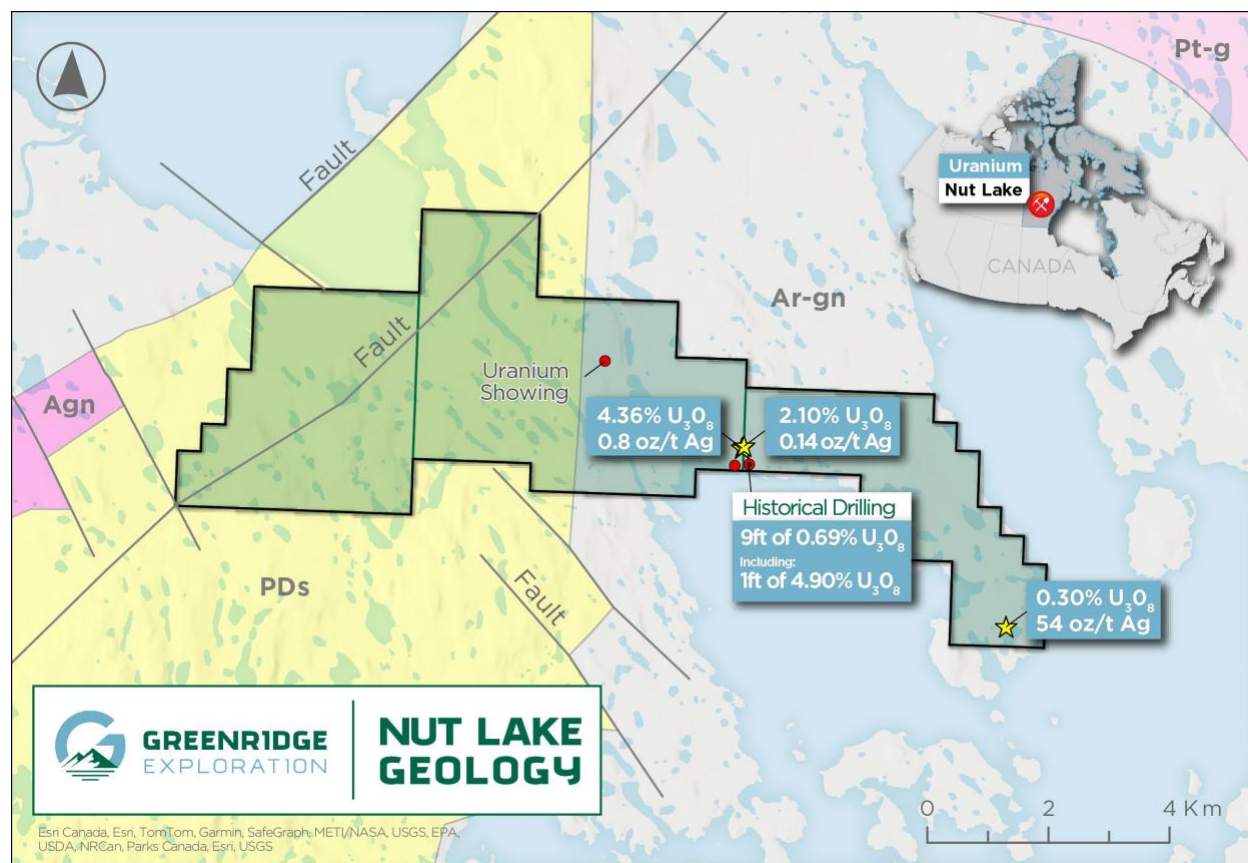 Pt-g
Fault
Uranium
Nut Lake
CANADA
Ar-gn
Fault
Uranium
Showing
4.36% U₃O₈
0.8 oz/t Ag
2.10% U₃O₈
0.14 oz/t Ag
Agn
Historical Drilling
9ft of 0.69% U₃O₈
Including:
1ft of 4.90% U₃O₈
PDs
Fault
0.30% U₃O₈
54 oz/t Ag
GREENR1DGE
EXPLORAT1ON
NUT LAKE
GEOLOGY
0 2 4 Km
Esri Canada, Esri, TomTom, Garmin, SafeGraph, METI/NASA, USGS, EPA,
USDA, NRCan, Parks Canada, Esri, USGS